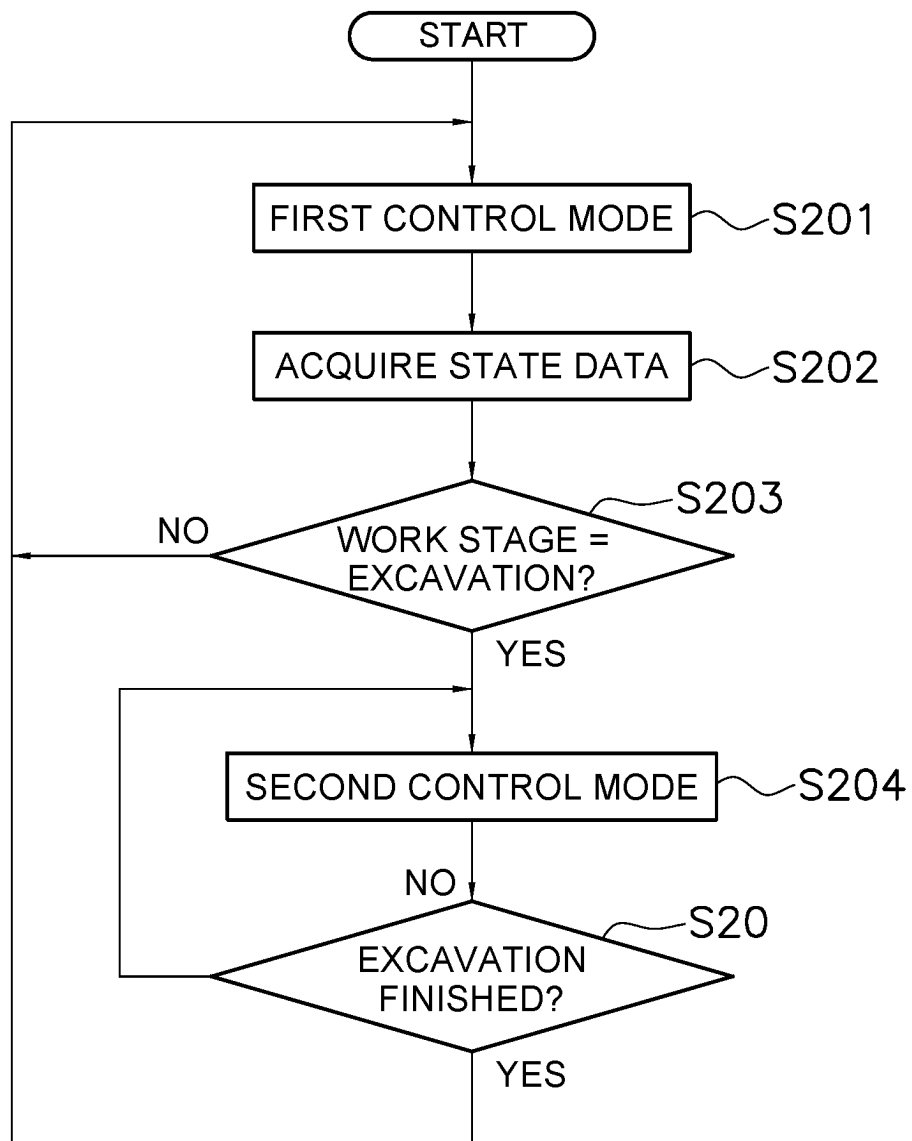 START
FIRST CONTROL MODE
S201
ACQUIRE STATE DATA
S202
S203
WORK STAGE =
EXCAVATION?
NO
YES
SECOND CONTROL MODE
S204
NO
S20
EXCAVATION
FINISHED?
YES